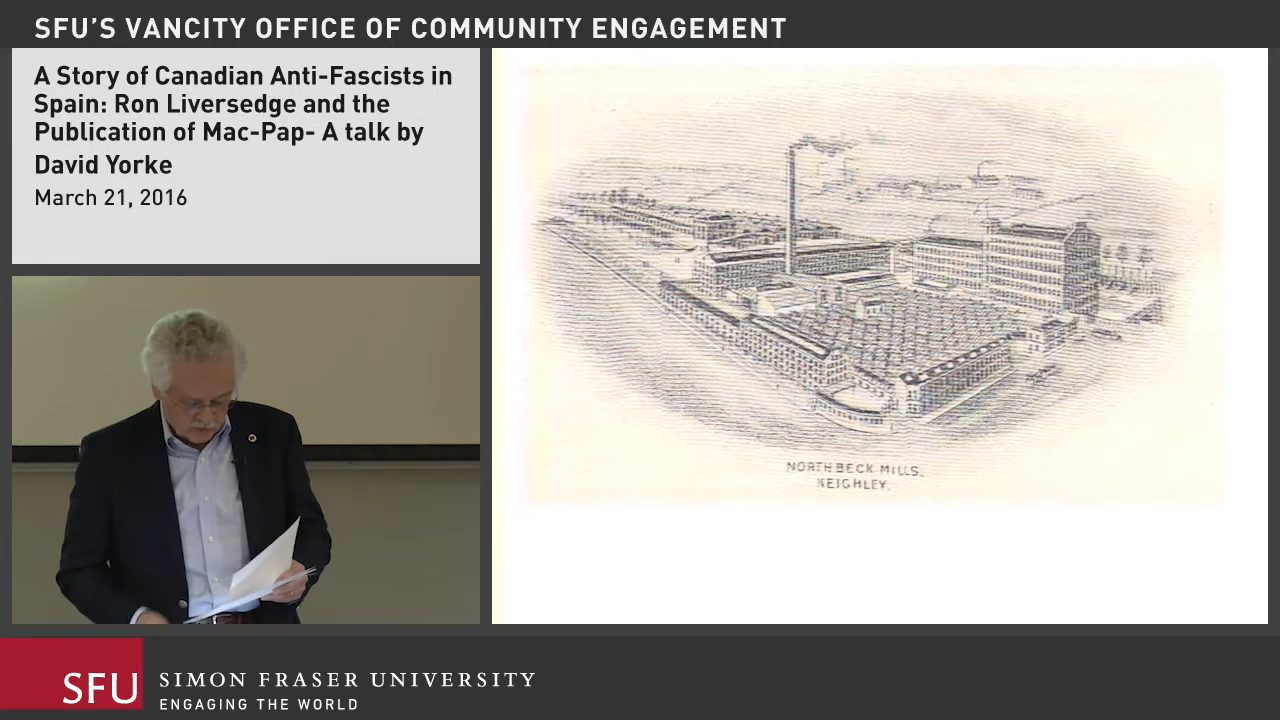 SFU'S VANCITY OFFICE OF COMMUNITY ENGAGEMENT
A Story of Canadian Anti-Fascists in
Spain: Ron Liversedge and the
Publication of Mac-Pap- A talk by
David Yorke
March 21, 2016
NORTH BECK MILLS.
KEIGHLEY.
SFU SIMON FRASER UNIVERSITY
ENGAGING THE WORLD